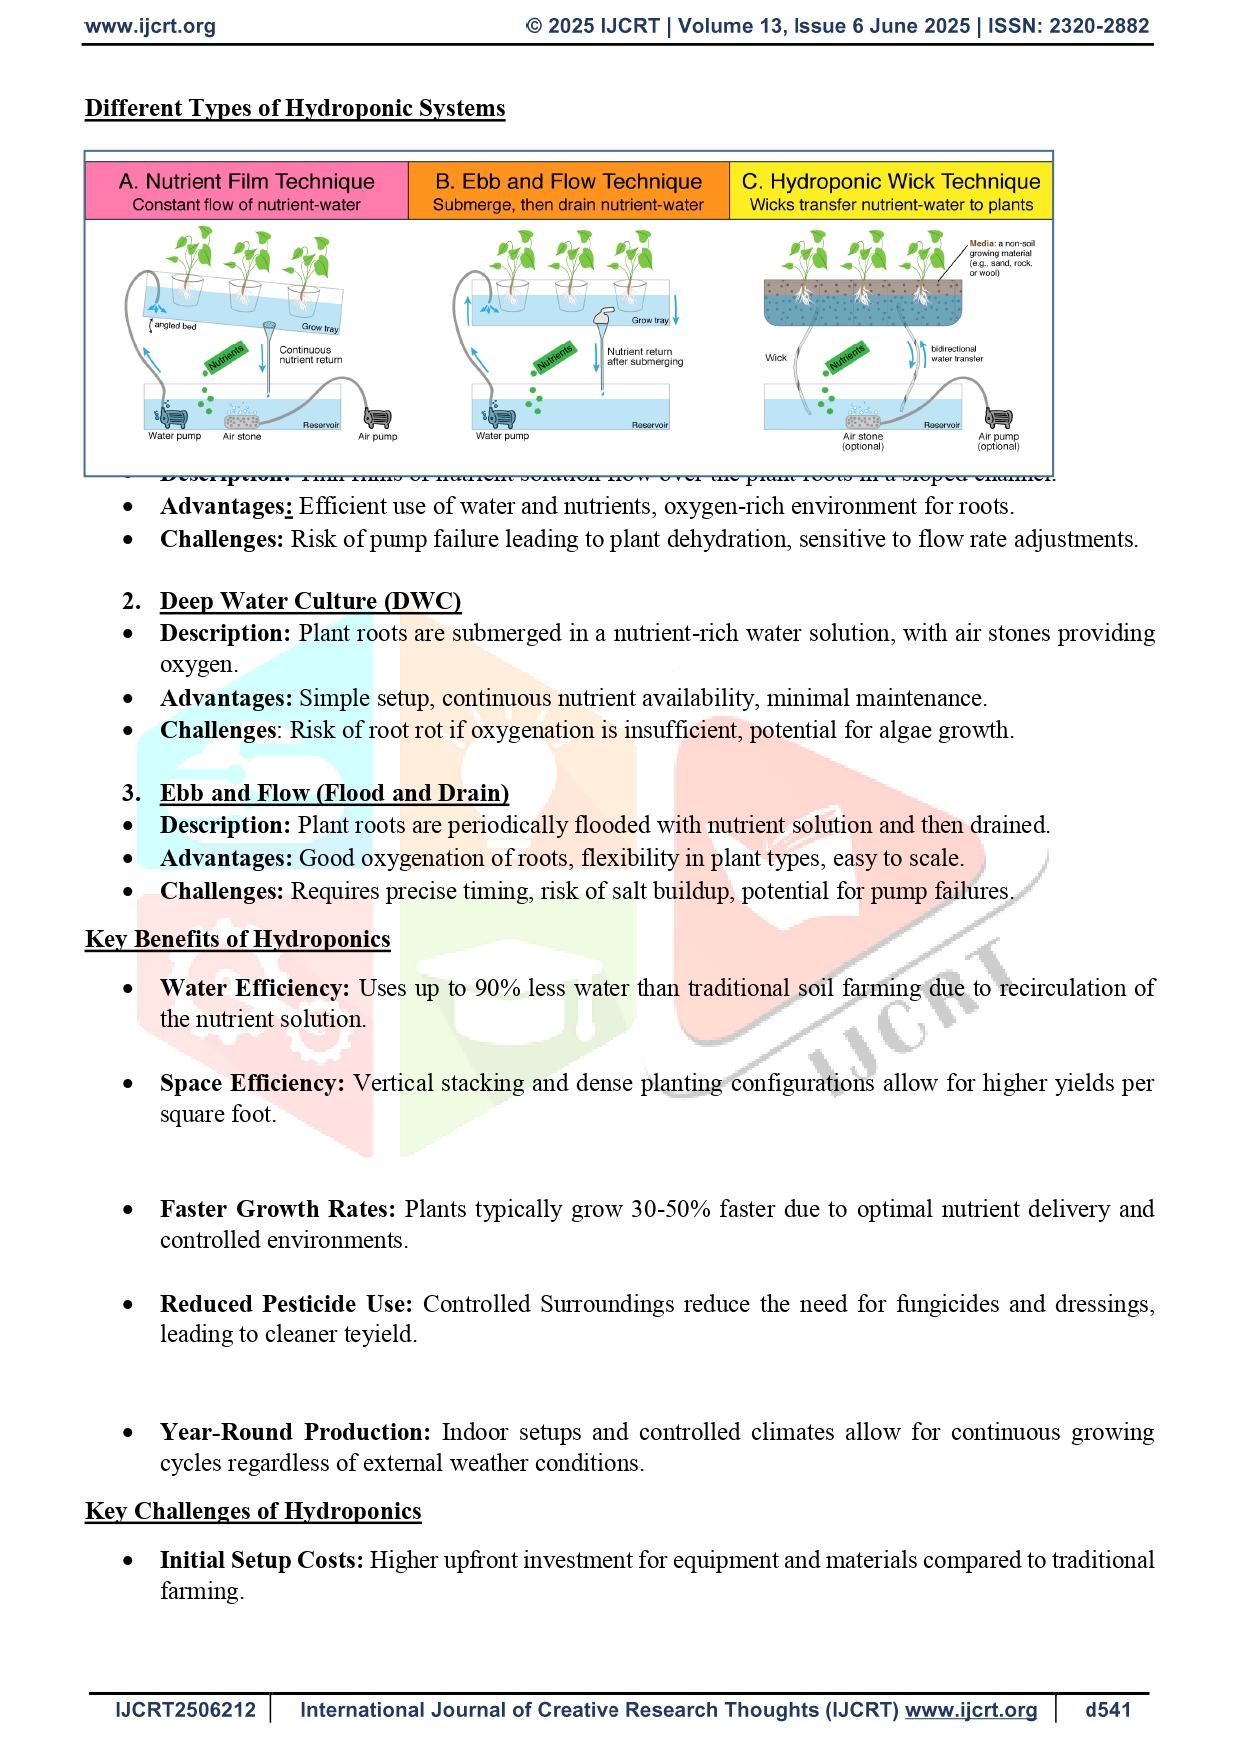 www.ijcrt.org © 2025 IJCRT | Volume 13, Issue 6 June 2025 | ISSN: 2320-2882
Different Types of Hydroponic Systems
A. Nutrient Film Technique
Constant flow of nutrient-water
B. Ebb and Flow Technique
Submerge, then drain nutrient-water
C. Hydroponic Wick Technique
Wicks transfer nutrient-water to plants
angled bed
Grow tray
Nutrients
Continuous
nutrient return
Reservoir
Water pump
Air stone
Air pump
Grow tray
Nutrients
Nutrient return
after submerging
Reservoir
Water pump
Media: a non-soil
growing material
(e.g., sand, rock,
or wool)
Wick
Nutrients
bidirectional
water transfer
Reservoir
Air stone
(optional)
Air pump
(optional)
• Description: Thin films of nutrient solution flow over the plant roots in a sloped channel.
• Advantages: Efficient use of water and nutrients, oxygen-rich environment for roots.
• Challenges: Risk of pump failure leading to plant dehydration, sensitive to flow rate adjustments.
2. Deep Water Culture (DWC)
• Description: Plant roots are submerged in a nutrient-rich water solution, with air stones providing
oxygen.
• Advantages: Simple setup, continuous nutrient availability, minimal maintenance.
• Challenges: Risk of root rot if oxygenation is insufficient, potential for algae growth.
3. Ebb and Flow (Flood and Drain)
• Description: Plant roots are periodically flooded with nutrient solution and then drained.
• Advantages: Good oxygenation of roots, flexibility in plant types, easy to scale.
• Challenges: Requires precise timing, risk of salt buildup, potential for pump failures.
Key Benefits of Hydroponics
• Water Efficiency: Uses up to 90% less water than traditional soil farming due to recirculation of
the nutrient solution.
• Space Efficiency: Vertical stacking and dense planting configurations allow for higher yields per
square foot.
• Faster Growth Rates: Plants typically grow 30-50% faster due to optimal nutrient delivery and
controlled environments.
• Reduced Pesticide Use: Controlled Surroundings reduce the need for fungicides and dressings,
leading to cleaner teyield.
• Year-Round Production: Indoor setups and controlled climates allow for continuous growing
cycles regardless of external weather conditions.
Key Challenges of Hydroponics
• Initial Setup Costs: Higher upfront investment for equipment and materials compared to traditional
farming.
IJCRT
IJCRT2506212 International Journal of Creative Research Thoughts (IJCRT) www.ijcrt.org d541